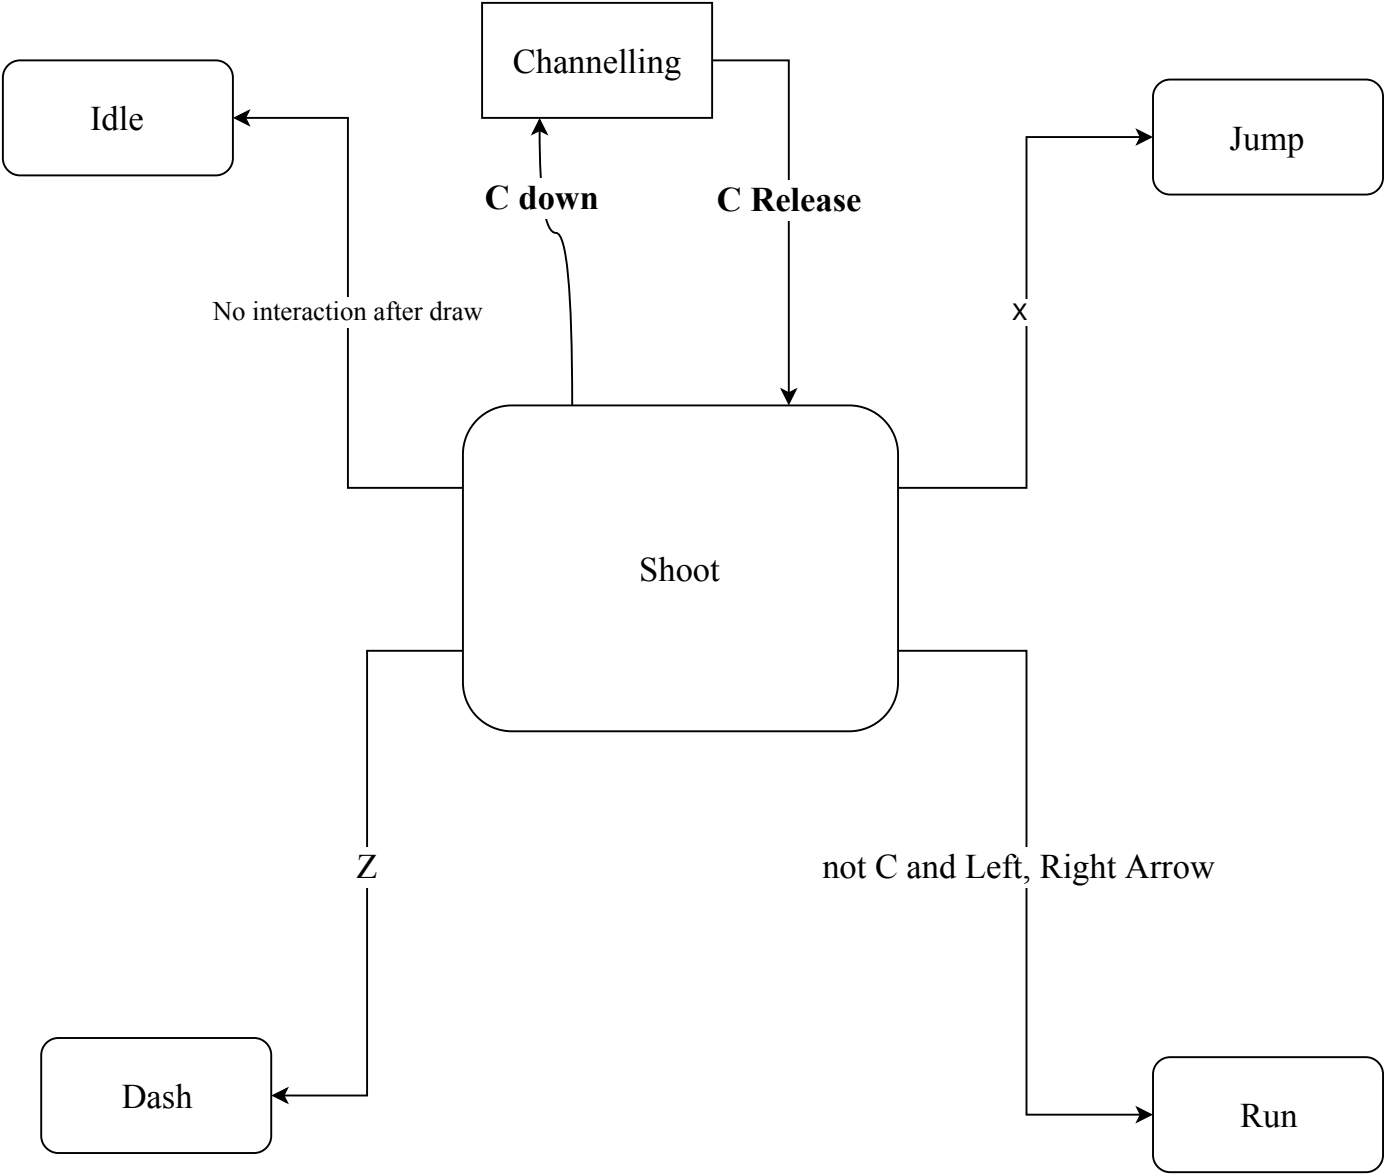 Channelling
Idle
Jump
C down
C Release
No interaction after draw
X
Shoot
Z
not C and Left, Right Arrow
Dash
Run